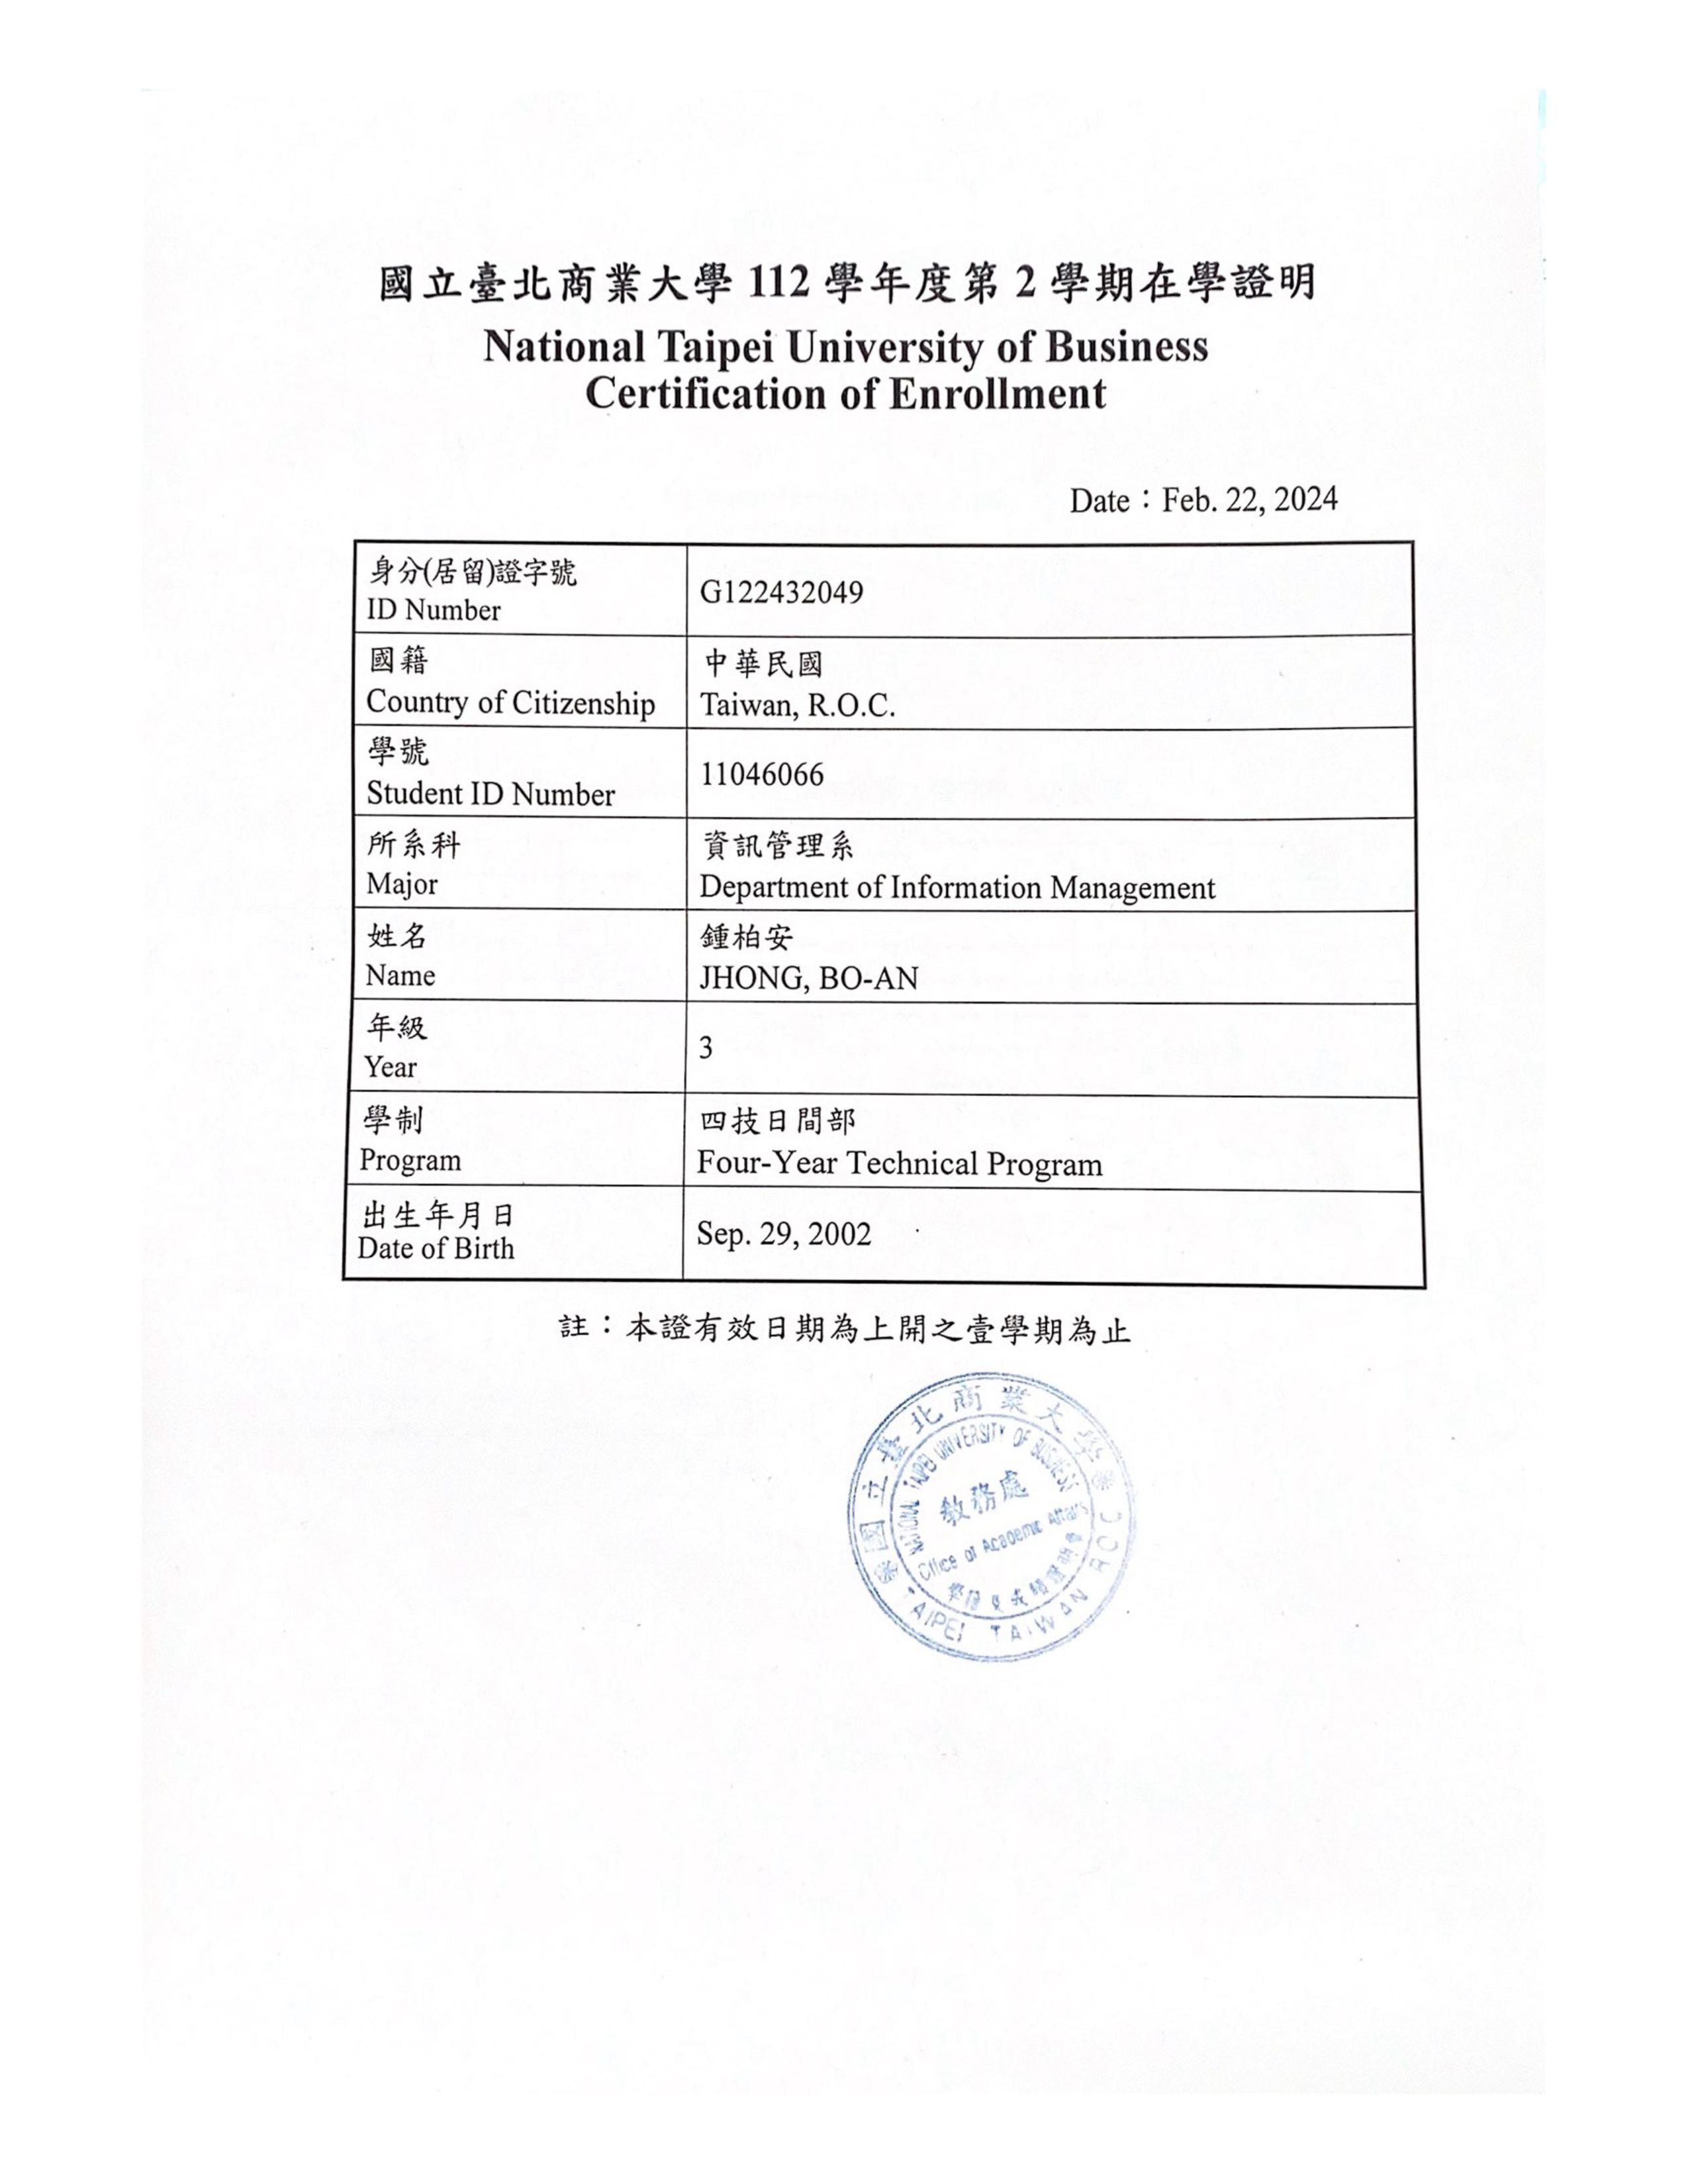 國立臺北商業大學 112 學年度第 2 學期在學證明
National Taipei University of Business
Certification of Enrollment
Date：Feb. 22, 2024
身分(居留)證字號
ID Number
G122432049
國籍
Country of Citizenship
中華民國
Taiwan, R.O.C.
學號
Student ID Number
11046066
所系科
Major
資訊管理系
Department of Information Management
姓名
Name
鍾柏安
JHONG, BO-AN
年級
Year
3
學制
Program
四技日間部
Four-Year Technical Program
出生年月日
Date of Birth
Sep. 29, 2002
註：本證有效日期為上開之壹學期為止
國立臺北商業大學
NATIONAL TAIPEI UNIVERSITY OF BUSINESS
教務處
Office of Academic Affairs
TAIPEI TAIWAN ROC